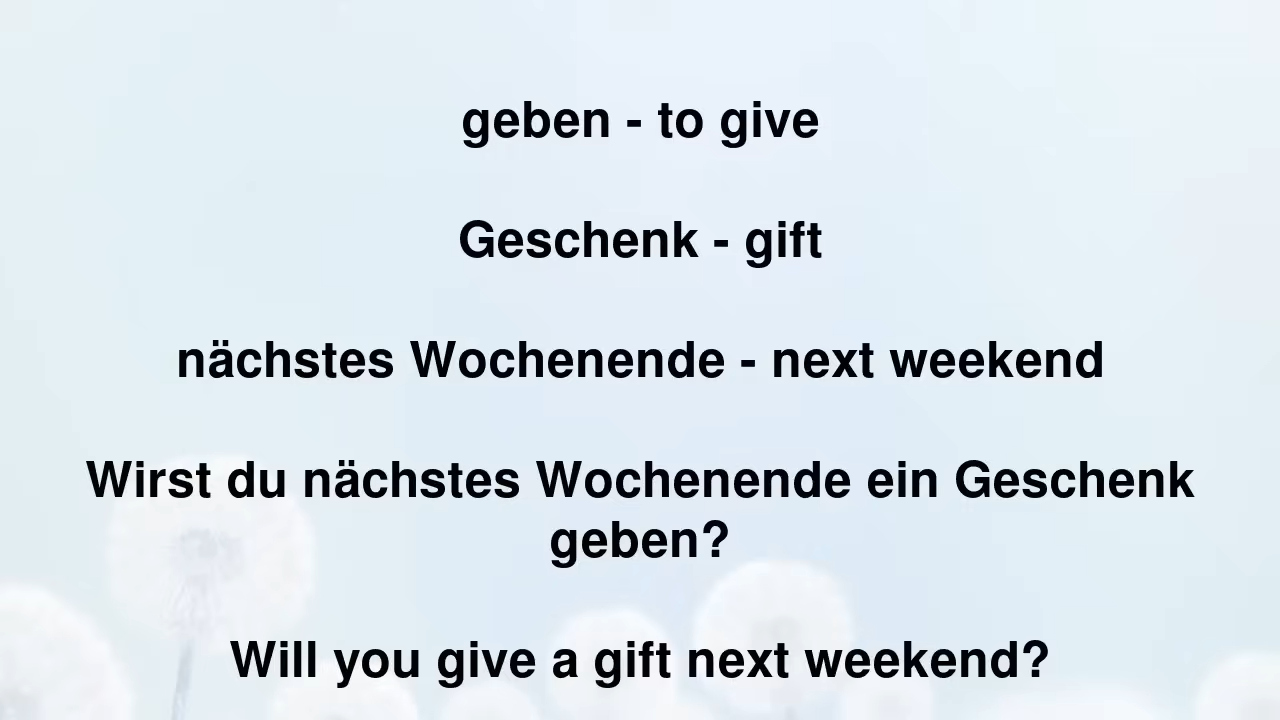 geben - to give
Geschenk - gift
nächstes Wochenende - next weekend
Wirst du nächstes Wochenende ein Geschenk
geben?
Will you give a gift next weekend?